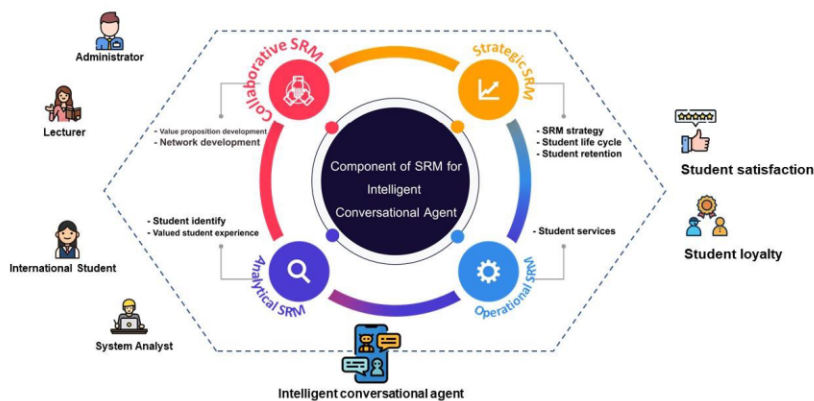 Administrator
Lecturer
International Student
System Analyst
Collaborative SRM
- Value proposition development
- Network development
Strategic SRM
- SRM strategy
- Student life cycle
- Student retention
Component of SRM for
Intelligent
Conversational Agent
- Student identify
- Valued student experience
Analytical SRM
- Student services
Operational SRM
Intelligent conversational agent
Student satisfaction
Student loyalty